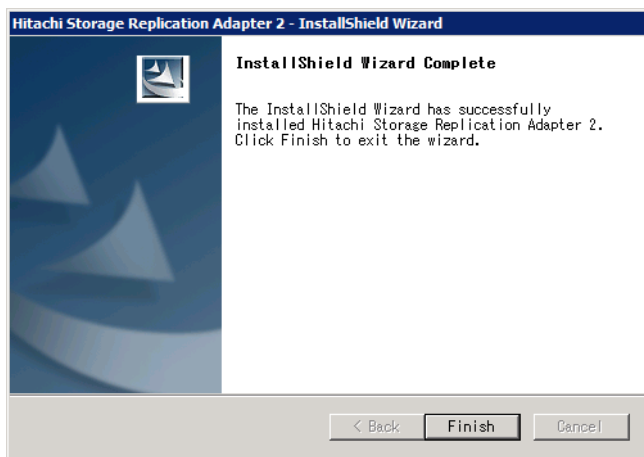 Hitachi Storage Replication Adapter 2 - InstallShield Wizard
InstallShield Wizard Complete
The InstallShield Wizard has successfully
installed Hitachi Storage Replication Adapter 2.
Click Finish to exit the wizard.
< Back
Finish
Cancel